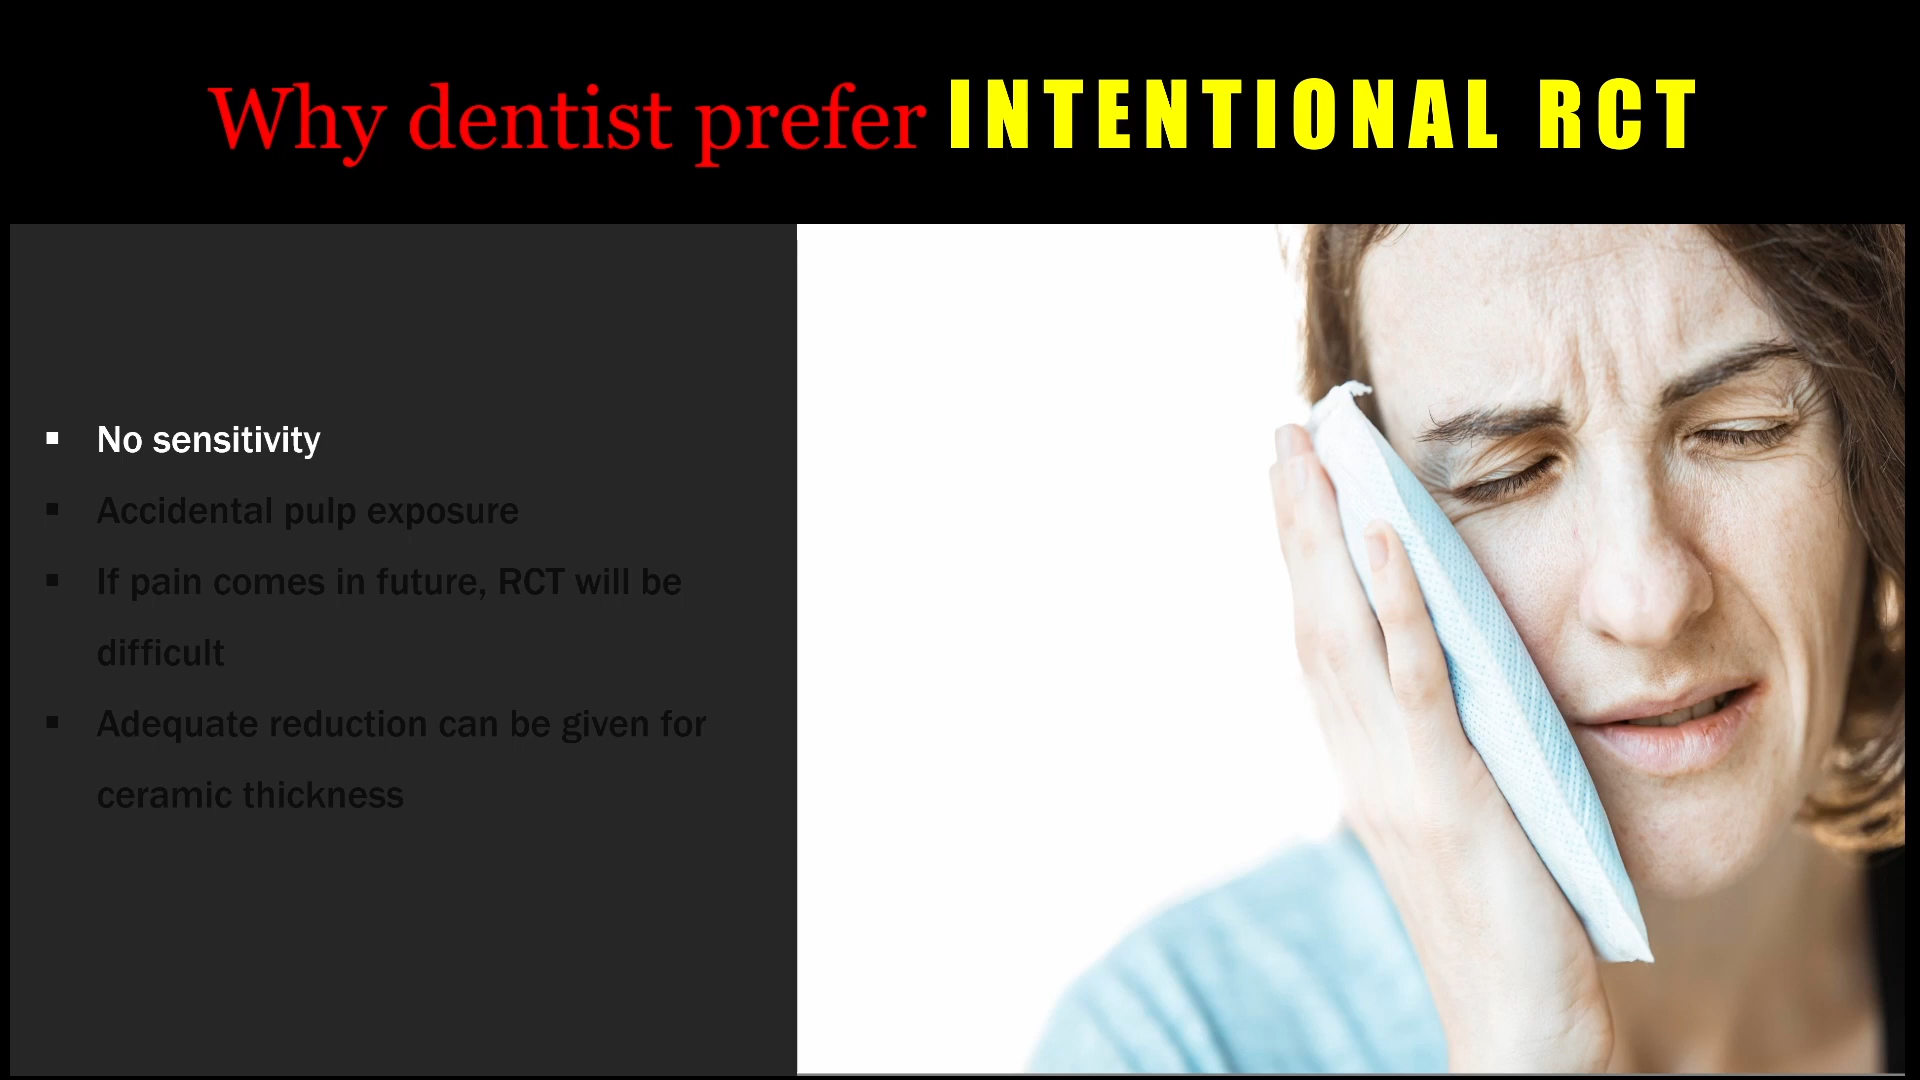 Why dentist prefer INTENTIONAL RCT
▪ No sensitivity
▪ Accidental pulp exposure
▪ If pain comes in future, RCT will be
difficult
▪ Adequate reduction can be given for
ceramic thickness